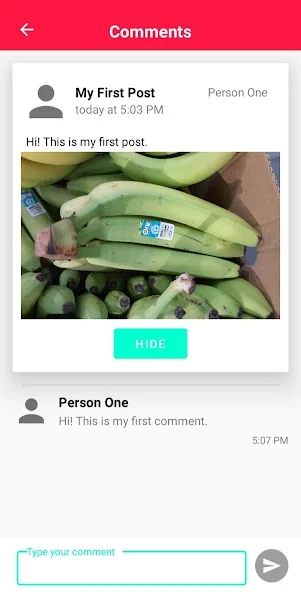 Comments
My First Post
Person One
today at 5:03 PM
Hi! This is my first post.
HIDE
Person One
Hi! This is my first comment.
5:07 PM
Type your comment